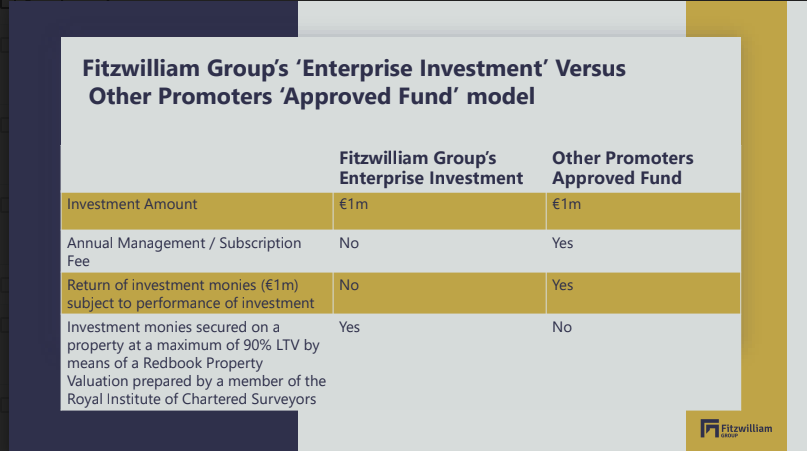 Fitzwilliam Group's ‘Enterprise Investment’ Versus
Other Promoters ‘Approved Fund’ model
Fitzwilliam Group's
Enterprise Investment
Other Promoters
Approved Fund
Investment Amount
€1m
€1m
Annual Management / Subscription
Fee
No
Yes
Return of investment monies (€1m)
subject to performance of investment
No
Yes
Investment monies secured on a
property at a maximum of 90% LTV by
means of a Redbook Property
Valuation prepared by a member of the
Royal Institute of Chartered Surveyors
Yes
No
Fitzwilliam
GROUP